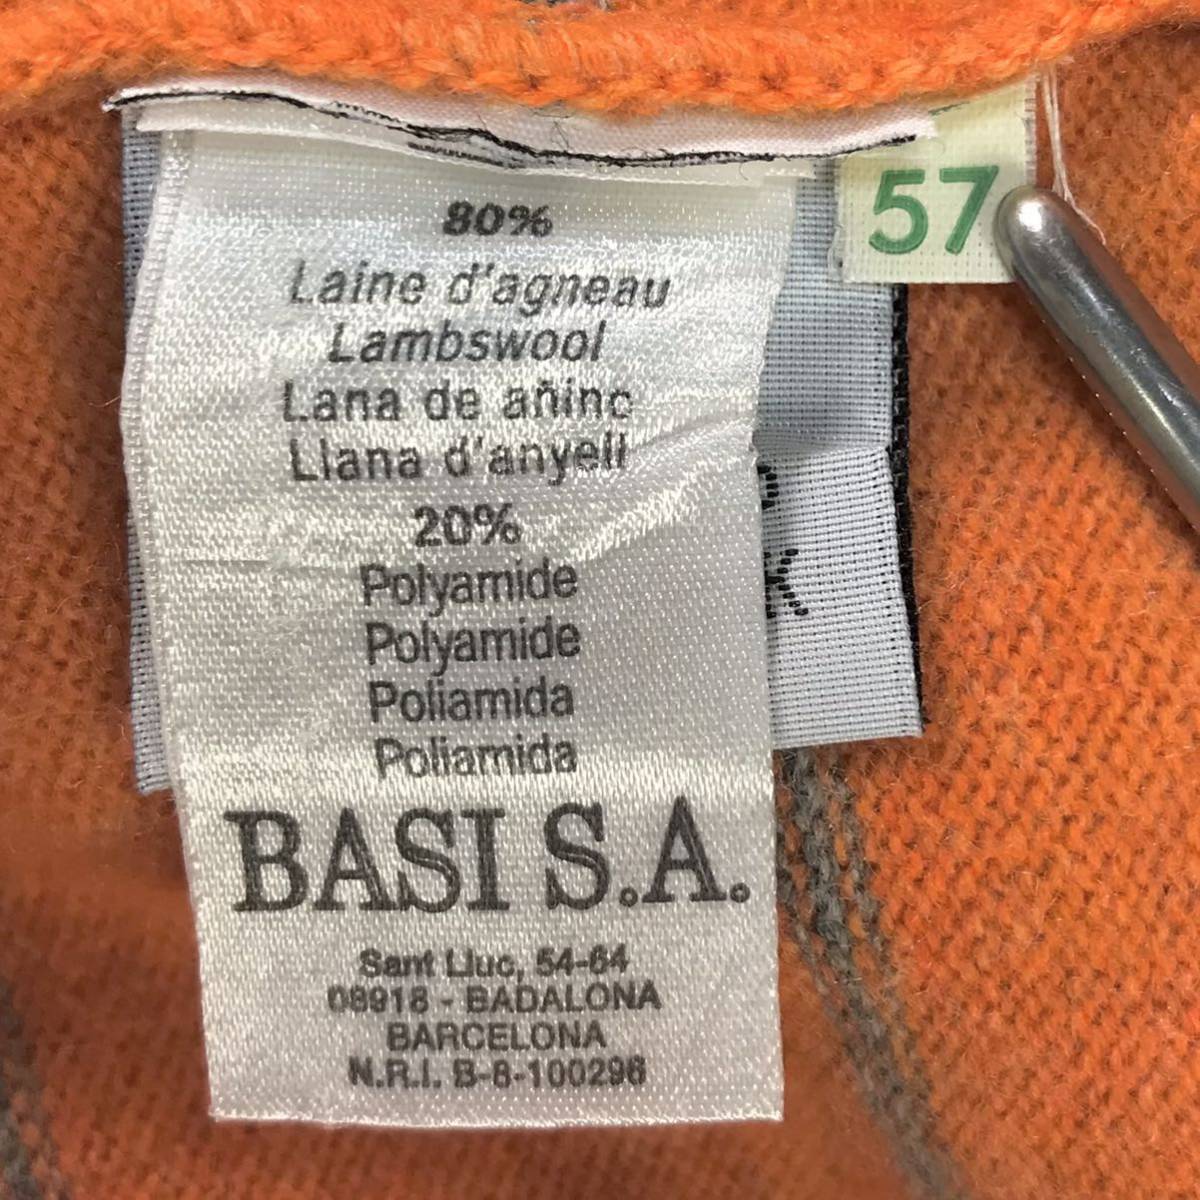 57
80%
Laine d'agneau
Lambswool
Lana de añino
Llana d'anyell
20%
Polyamide
Polyamide
Poliamida
Poliamida
BASI S.A.
Sant Lluc, 54-64
08918 - BADALONA
BARCELONA
N.R.I. B-8-100296
K